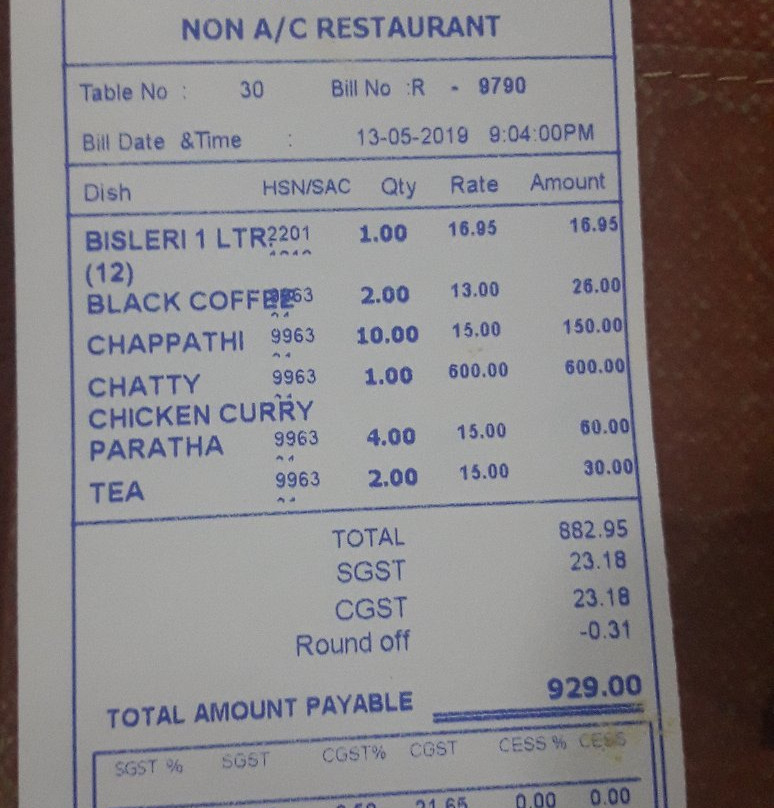 NON A/C RESTAURANT
Table No : 30 Bill No :R - 9790
Bill Date &Time : 13-05-2019 9:04:00PM
Dish HSN/SAC Qty Rate Amount
BISLERI 1 LTR 2201 1.00 16.95 16.95
(12)
BLACK COFFEE 9963 2.00 13.00 26.00
CHAPPATHI 9963 10.00 15.00 150.00
CHATTY 9963 1.00 600.00 600.00
CHICKEN CURRY
PARATHA 9963 4.00 15.00 60.00
TEA 9963 2.00 15.00 30.00
TOTAL 882.95
SGST 23.18
CGST 23.18
Round off -0.31
TOTAL AMOUNT PAYABLE 929.00
SGST % SGST CGST% CGST CESS % CESS
21.65 0.00 0.00